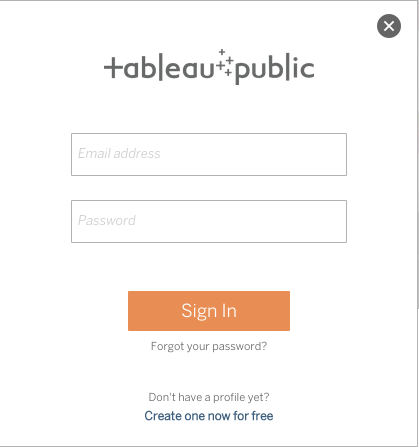 tableau public
Email address
Password
Sign In
Forgot your password?
Don't have a profile yet?
Create one now for free